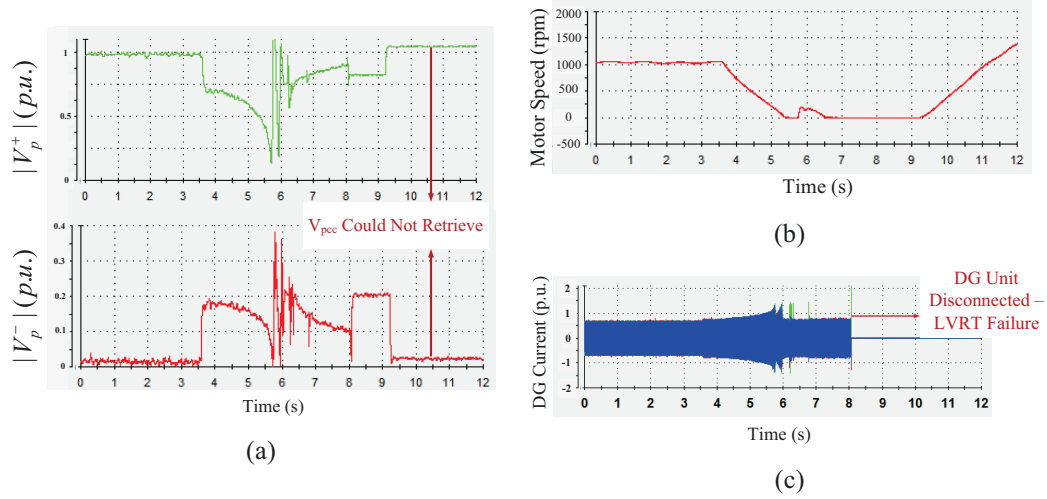 |V_p^+| (p.u.)
1
0.5
0
0 1 2 3 4 5 6 7 8 9 10 11 12
V_pcc Could Not Retrieve
|V_p^-| (p.u.)
0.4
0.3
0.2
0.1
0
0 1 2 3 4 5 6 7 8 9 10 11 12
Time (s)
(a)
Motor Speed (rpm)
2000
1500
1000
500
0
-500
0 1 2 3 4 5 6 7 8 9 10 11 12
Time (s)
(b)
DG Current (p.u.)
2
1
0
-1
-2
0 1 2 3 4 5 6 7 8 9 10 11 12
DG Unit
Disconnected –
LVRT Failure
Time (s)
(c)